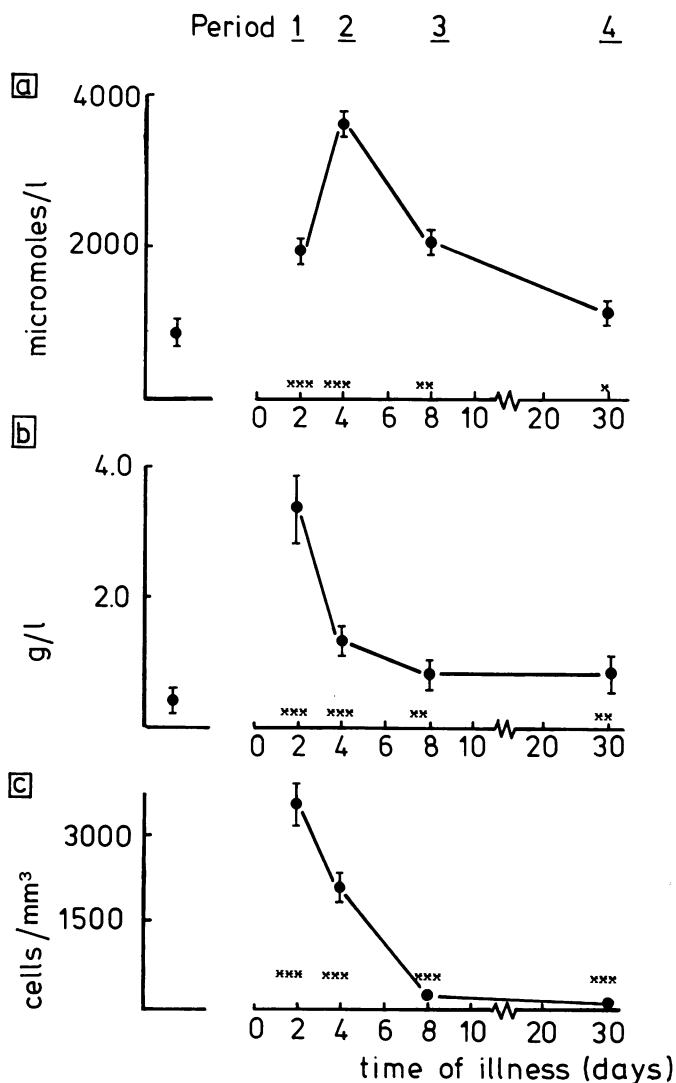 Period 1 2 3 4
a
4000
2000
micromoles/l
××× ××× ×× ×
0 2 4 6 8 10 20 30
b
4.0
2.0
g/l
××× ××× ×× ××
0 2 4 6 8 10 20 30
c
3000
1500
cells/mm³
××× ××× ××× ×××
0 2 4 6 8 10 20 30
time of illness (days)